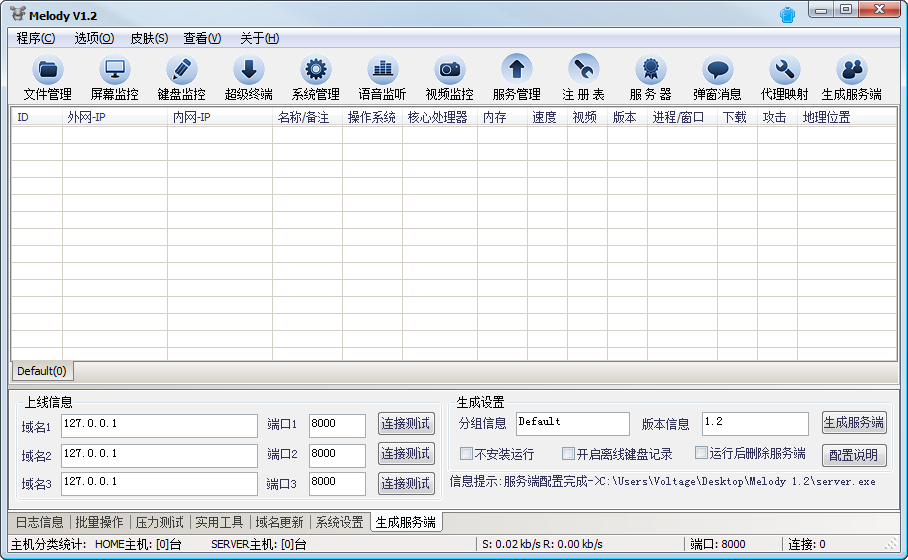 Melody V1.2
程序(C) 选项(O) 皮肤(S) 查看(V) 关于(H)
文件管理 屏幕监控 键盘监控 超级终端 系统管理 语音监听 视频监控 服务管理 注 册 表 服 务 器 弹窗消息 代理映射 生成服务端
ID 外网-IP 内网-IP 名称/备注 操作系统 核心处理器 内存 速度 视频 版本 进程/窗口 下载 攻击 地理位置
Default(0)
上线信息
域名1 127.0.0.1 端口1 8000 连接测试
域名2 127.0.0.1 端口2 8000 连接测试
域名3 127.0.0.1 端口3 8000 连接测试
生成设置
分组信息 Default 版本信息 1.2 生成服务端
不安装运行 开启离线键盘记录 运行后删除服务端 配置说明
信息提示:服务端配置完成->C:\Users\Voltage\Desktop\Melody 1.2\server.exe
日志信息 批量操作 压力测试 实用工具 域名更新 系统设置 生成服务端
主机分类统计: HOME主机: [0]台 SERVER主机: [0]台 S: 0.02 kb/s R: 0.00 kb/s 端口: 8000 连接: 0